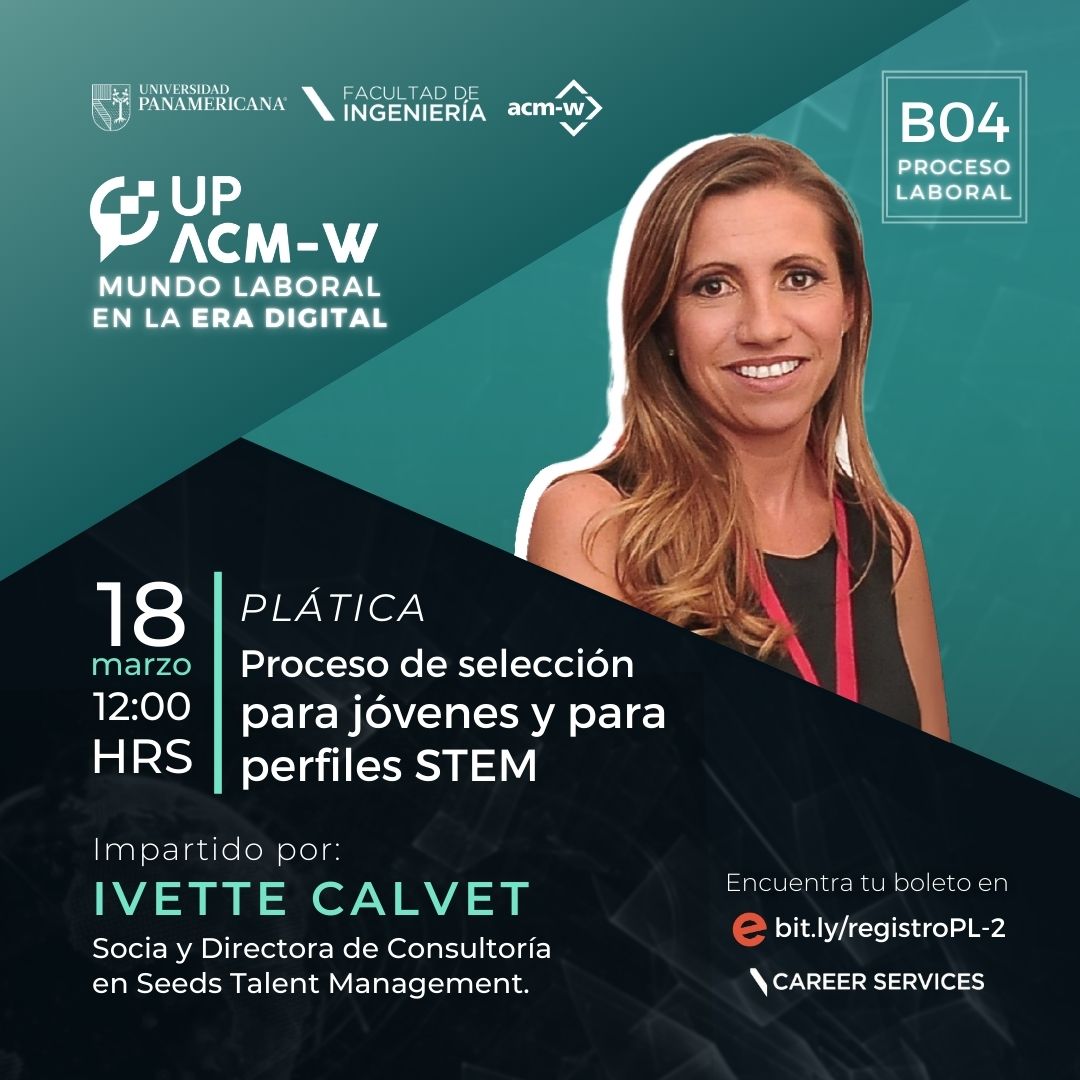 UNIVERSIDAD
PANAMERICANA®
FACULTAD DE
INGENIERÍA
acm-w
B04
PROCESO
LABORAL
UP
ACM-W
MUNDO LABORAL
EN LA ERA DIGITAL
18
marzo
12:00
HRS
PLÁTICA
Proceso de selección
para jóvenes y para
perfiles STEM
Impartido por:
IVETTE CALVET
Socia y Directora de Consultoría
en Seeds Talent Management.
Encuentra tu boleto en
e bit.ly/registroPL-2
CAREER SERVICES